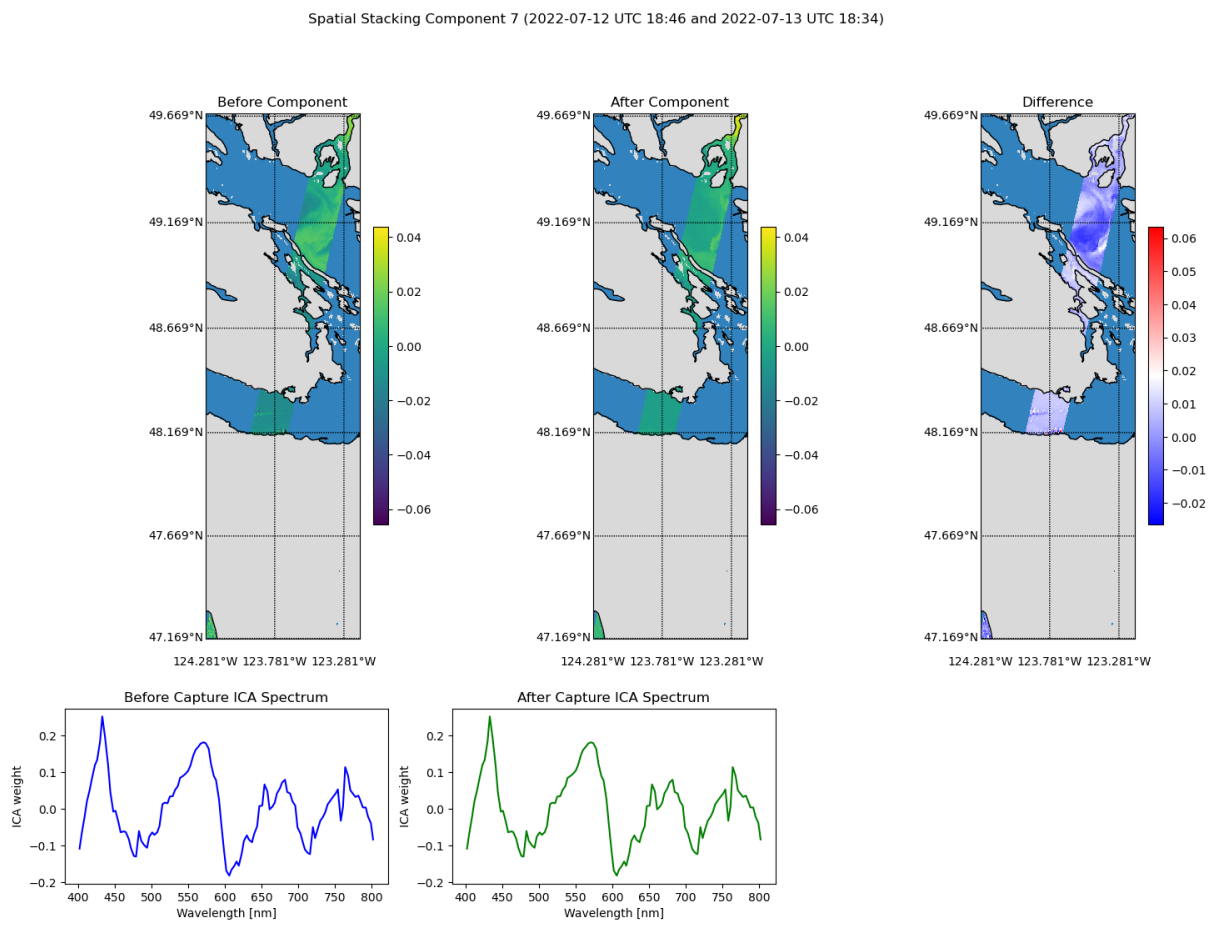 Spatial Stacking Component 7 (2022-07-12 UTC 18:46 and 2022-07-13 UTC 18:34)
Before Component
49.669°N
49.169°N
48.669°N
48.169°N
47.669°N
47.169°N
124.281°W 123.781°W 123.281°W
0.04
0.02
0.00
−0.02
−0.04
−0.06
After Component
49.669°N
49.169°N
48.669°N
48.169°N
47.669°N
47.169°N
124.281°W 123.781°W 123.281°W
0.04
0.02
0.00
−0.02
−0.04
−0.06
Difference
49.669°N
49.169°N
48.669°N
48.169°N
47.669°N
47.169°N
124.281°W 123.781°W 123.281°W
0.06
0.05
0.04
0.03
0.02
0.01
0.00
−0.01
−0.02
Before Capture ICA Spectrum
ICA weight
0.2
0.1
0.0
−0.1
−0.2
400 450 500 550 600 650 700 750 800
Wavelength [nm]
After Capture ICA Spectrum
ICA weight
0.2
0.1
0.0
−0.1
−0.2
400 450 500 550 600 650 700 750 800
Wavelength [nm]